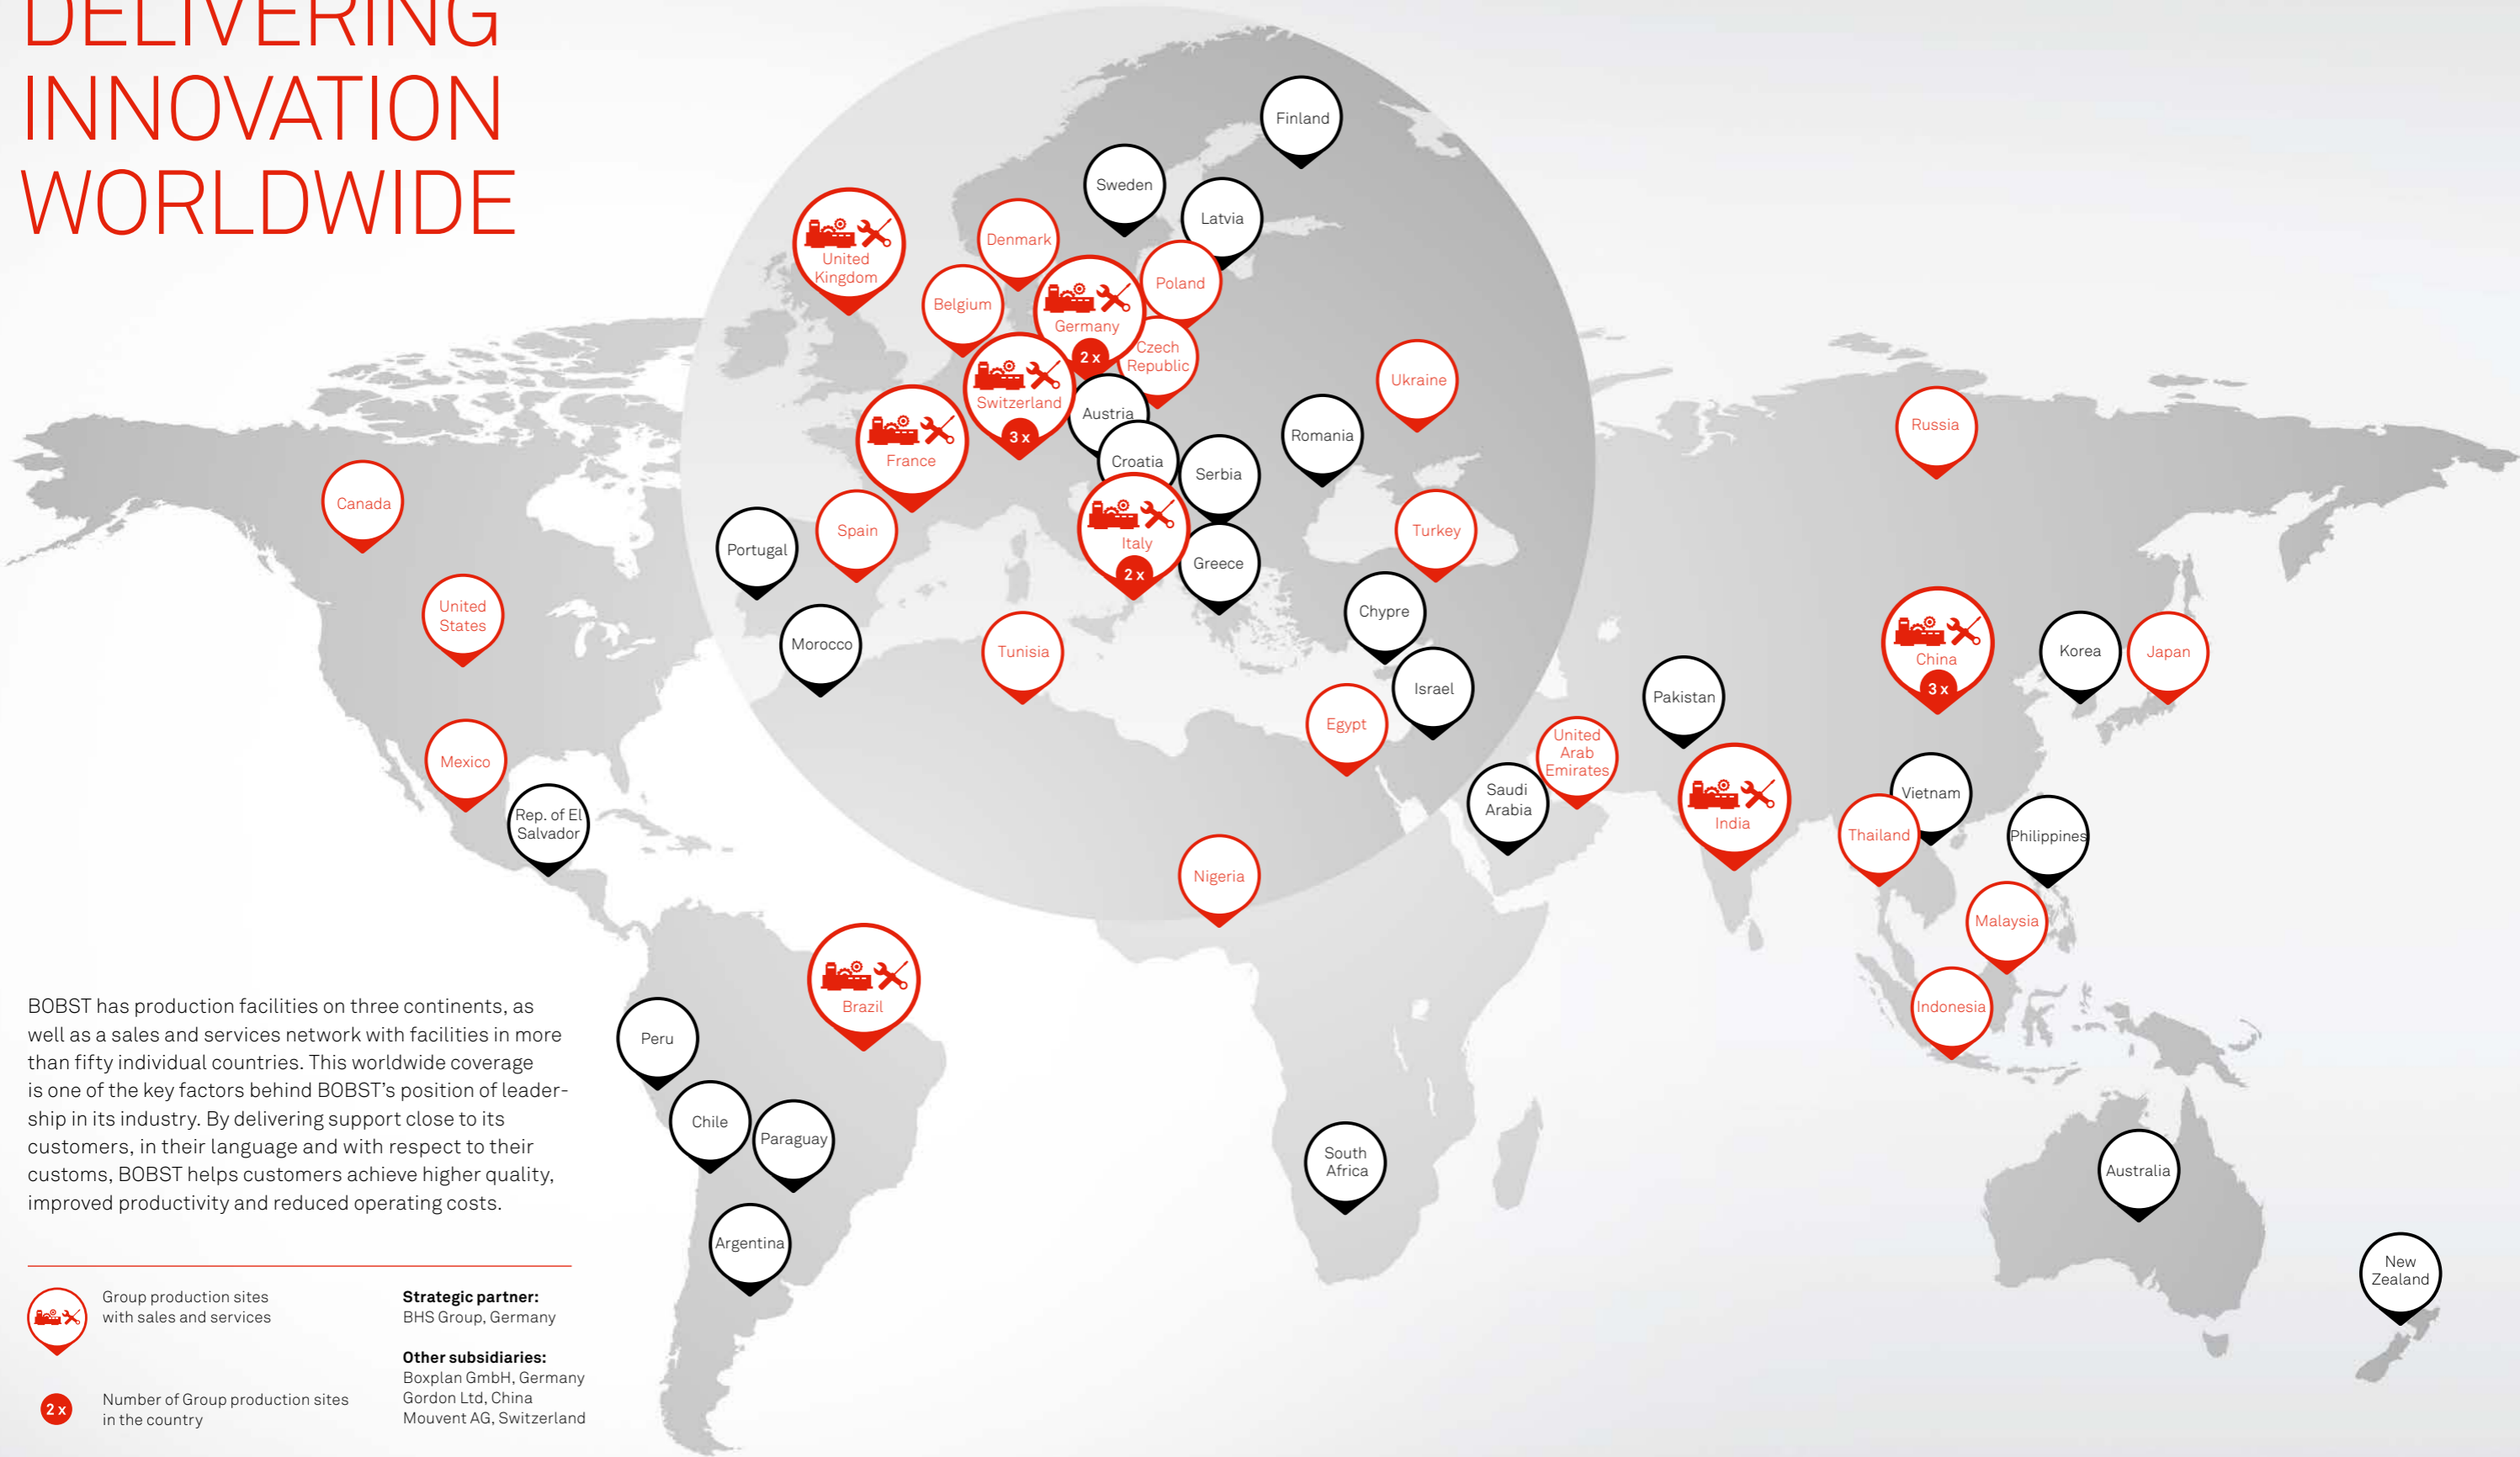 DELIVERING
INNOVATION
WORLDWIDE
Finland
Sweden
Latvia
United
Kingdom
Denmark
Belgium
Germany
2 x
Poland
Czech
Republic
Switzerland
3 x
Austria
France
Croatia
Serbia
Romania
Ukraine
Russia
Canada
United
States
Mexico
Rep. of El
Salvador
Portugal
Spain
Italy
2 x
Greece
Turkey
Morocco
Tunisia
Chypre
Israel
Egypt
Saudi
Arabia
United
Arab
Emirates
Pakistan
India
China
3 x
Korea
Japan
Vietnam
Thailand
Philippines
Malaysia
Indonesia
Nigeria
Brazil
Peru
Chile
Paraguay
Argentina
South
Africa
Australia
New
Zealand
BOBST has production facilities on three continents, as
well as a sales and services network with facilities in more
than fifty individual countries. This worldwide coverage
is one of the key factors behind BOBST's position of leader-
ship in its industry. By delivering support close to its
customers, in their language and with respect to their
customs, BOBST helps customers achieve higher quality,
improved productivity and reduced operating costs.
Group production sites
with sales and services
2 x
Number of Group production sites
in the country
Strategic partner:
BHS Group, Germany
Other subsidiaries:
Boxplan GmbH, Germany
Gordon Ltd, China
Mouvent AG, Switzerland